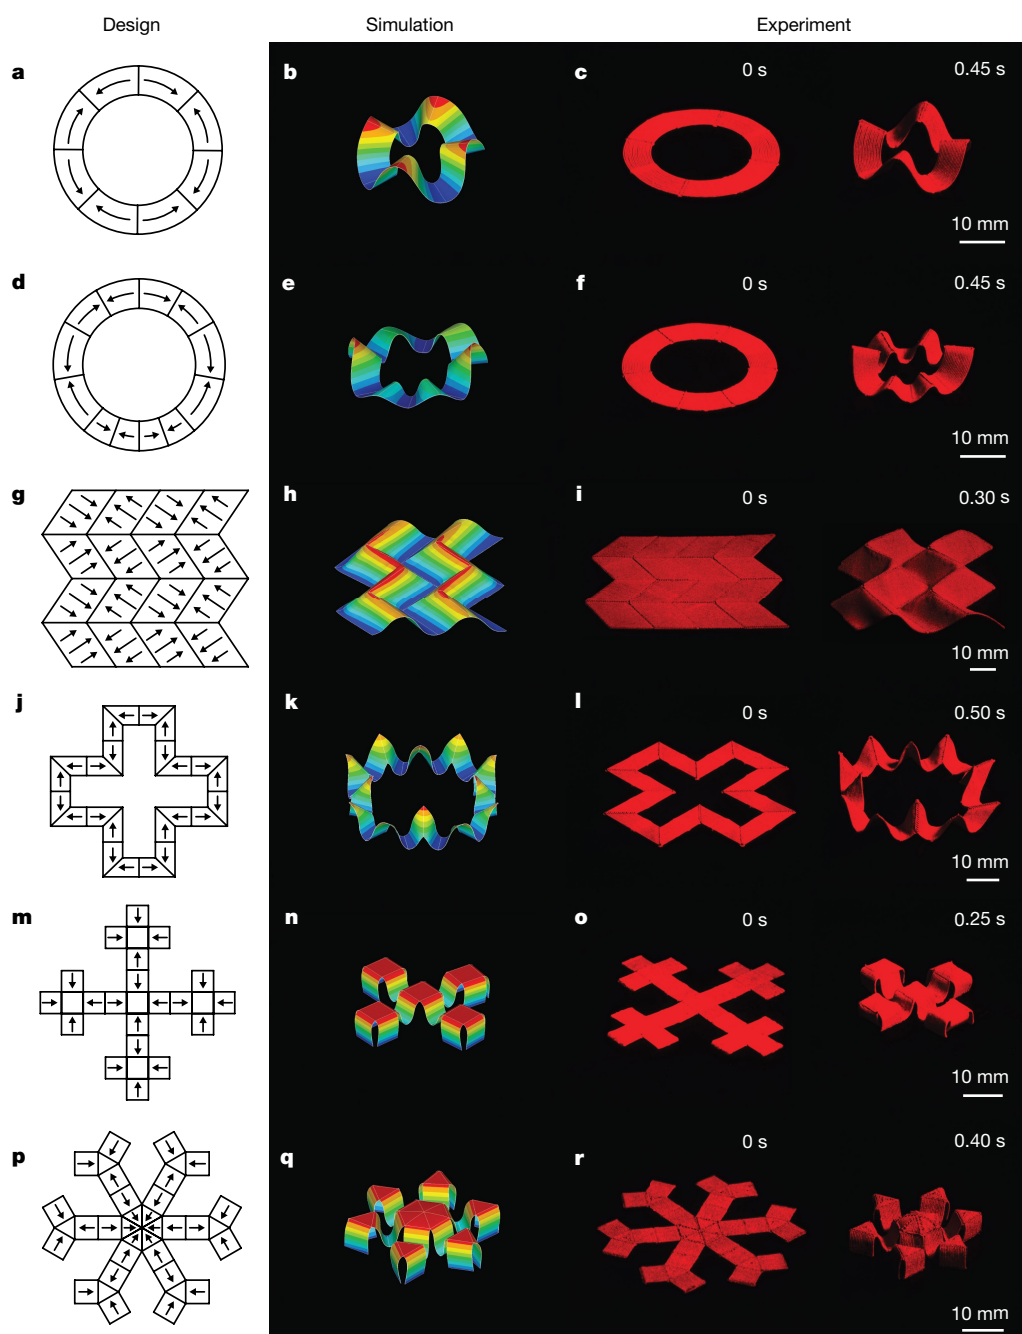 Design Simulation Experiment
a b c 0 s 0.45 s
10 mm
d e f 0 s 0.45 s
10 mm
g h i 0 s 0.30 s
10 mm
j k l 0 s 0.50 s
10 mm
m n o 0 s 0.25 s
10 mm
p q r 0 s 0.40 s
10 mm